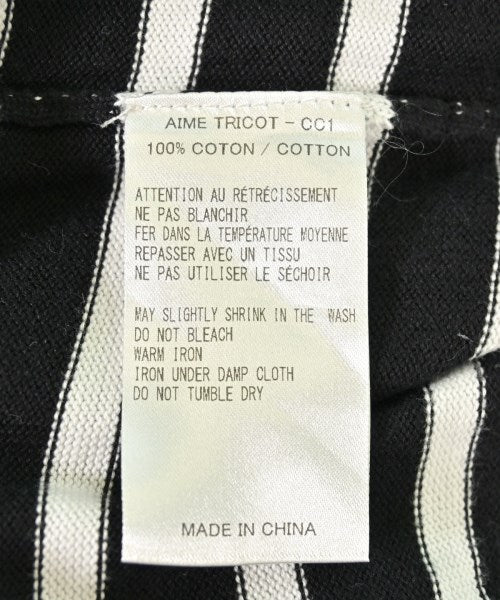 AIME TRICOT - CC1
100% COTON / COTTON
ATTENTION AU RÉTRÉCISSEMENT
NE PAS BLANCHIR
FER DANS LA TEMPÉRATURE MOYENNE
REPASSER AVEC UN TISSU
NE PAS UTILISER LE SÉCHOIR
MAY SLIGHTLY SHRINK IN THE WASH
DO NOT BLEACH
WARM IRON
IRON UNDER DAMP CLOTH
DO NOT TUMBLE DRY
MADE IN CHINA